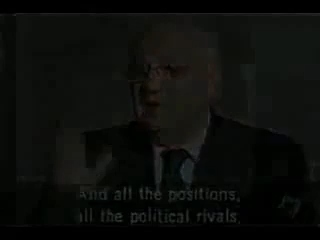 And all the positions,
all the political rivals,